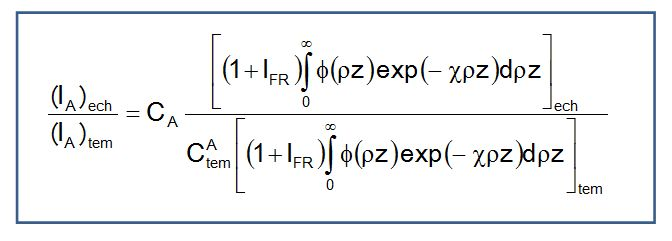 (I_A)_ech / (I_A)_tem = C_A [(1+I_FR)∫_0^∞ ϕ(ρz)exp(−χρz)dρz]_ech / C_tem^A [(1+I_FR)∫_0^∞ ϕ(ρz)exp(−χρz)dρz]_tem